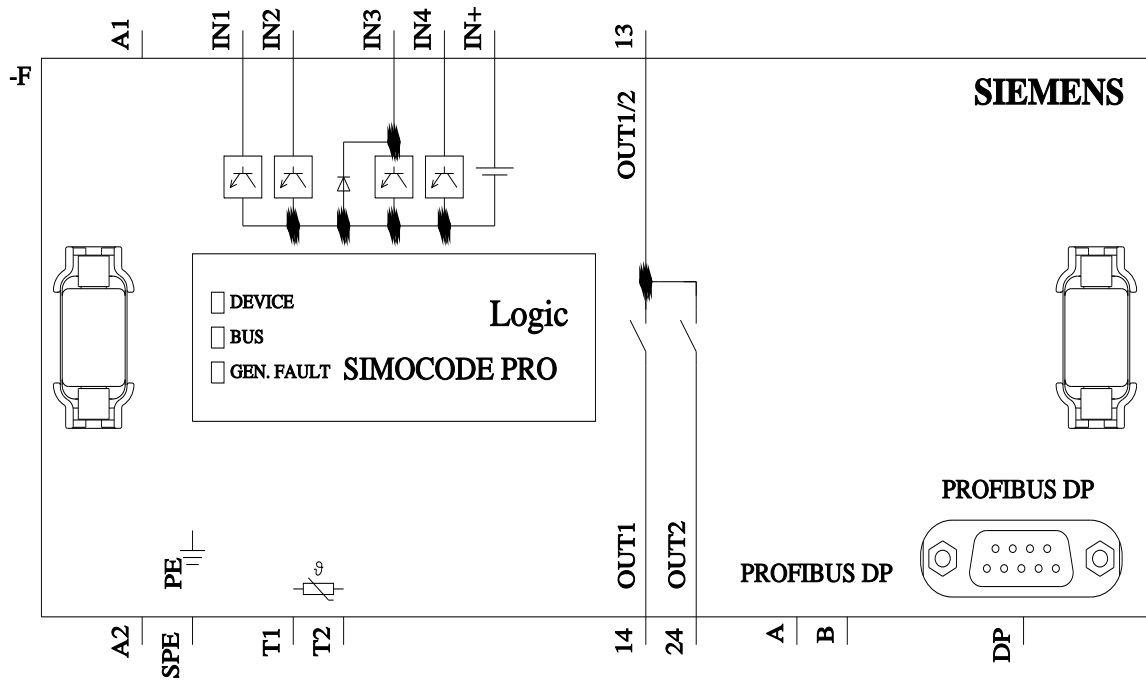 A1
IN1
IN2
IN3
IN4
IN+
13
-F
SIEMENS
OUT1/2
DEVICE
BUS
GEN. FAULT
Logic
SIMOCODE PRO
PROFIBUS DP
PE
ϑ
OUT1
OUT2
PROFIBUS DP
A2
SPE
T1
T2
14
24
A
B
DP